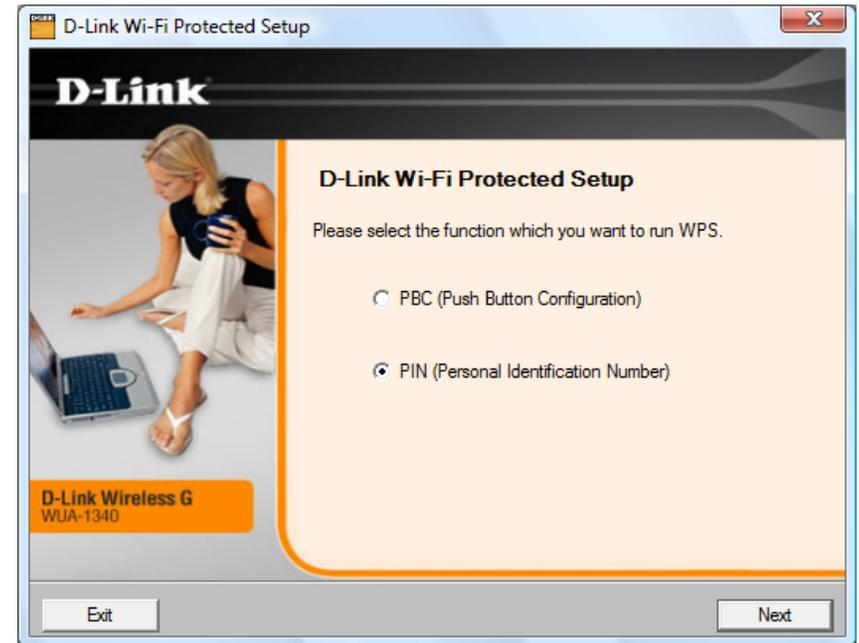 D-Link Wi-Fi Protected Setup
D-Link
D-Link Wi-Fi Protected Setup
Please select the function which you want to run WPS.
PBC (Push Button Configuration)
PIN (Personal Identification Number)
D-Link Wireless G
WUA-1340
Exit
Next